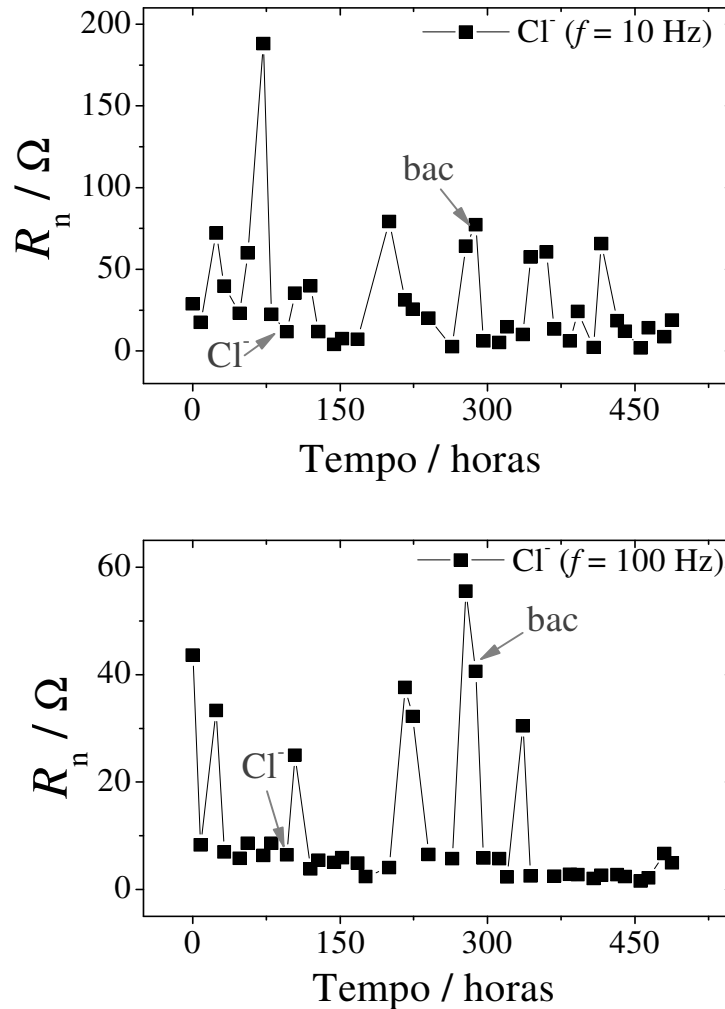 Cl⁻ (f = 10 Hz)
200
150
100
50
0
R_n / Ω
bac
Cl⁻
0 150 300 450
Tempo / horas
Cl⁻ (f = 100 Hz)
60
40
20
0
R_n / Ω
bac
Cl⁻
0 150 300 450
Tempo / horas